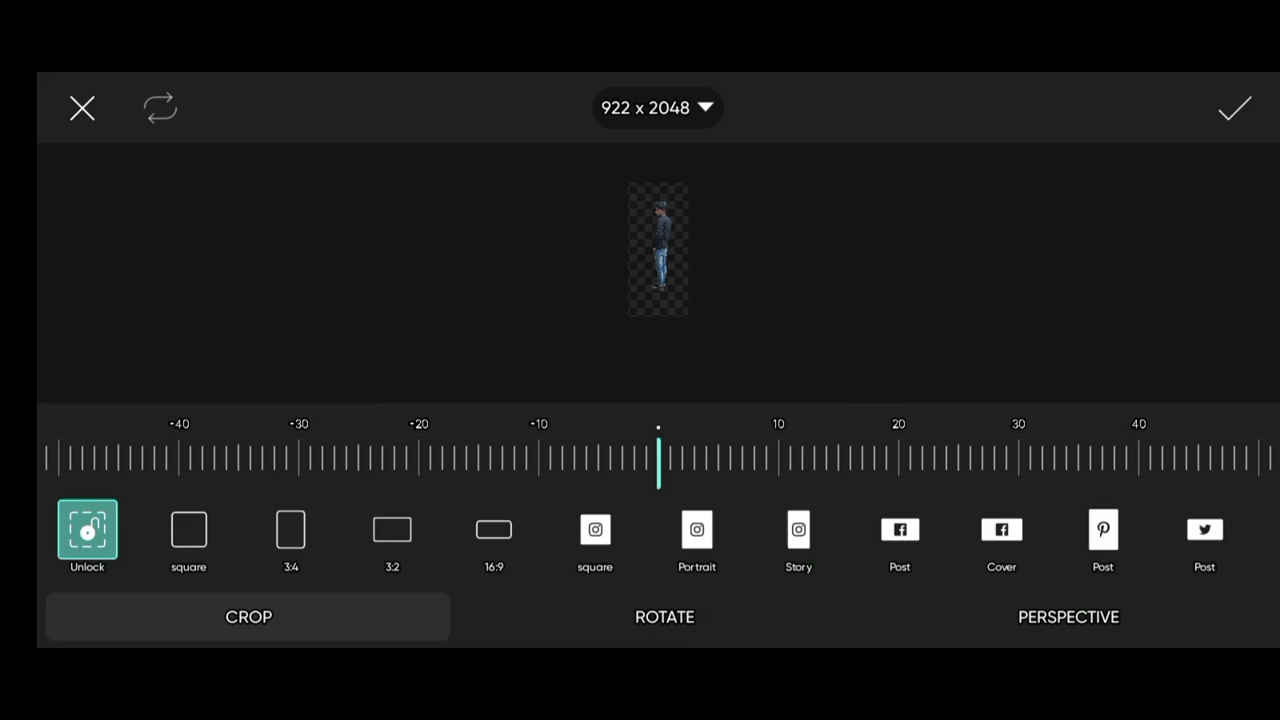 922 x 2048
-40 -30 -20 -10 10 20 30 40
Unlock square 3:4 3:2 16:9 square Portrait Story Post Cover Post Post
CROP ROTATE PERSPECTIVE